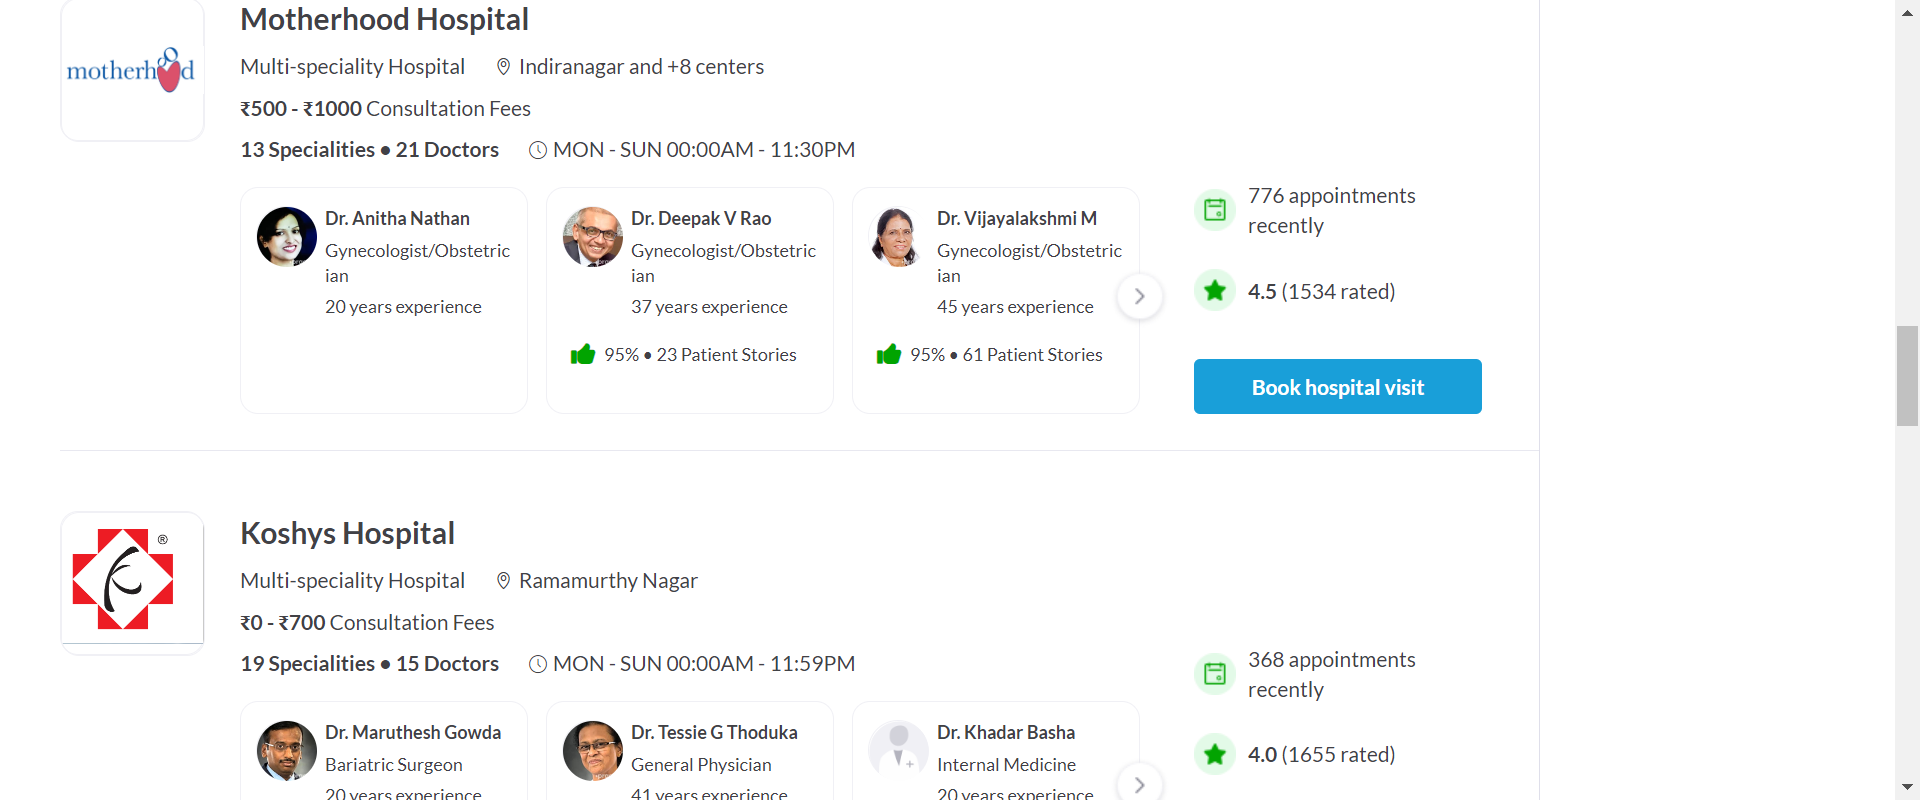 Motherhood Hospital
motherhood
Multi-speciality Hospital Indiranagar and +8 centers
₹500 - ₹1000 Consultation Fees
13 Specialities • 21 Doctors MON - SUN 00:00AM - 11:30PM
Dr. Anitha Nathan
Gynecologist/Obstetric
ian
20 years experience
Dr. Deepak V Rao
Gynecologist/Obstetric
ian
37 years experience
95% • 23 Patient Stories
Dr. Vijayalakshmi M
Gynecologist/Obstetric
ian
45 years experience
95% • 61 Patient Stories
776 appointments
recently
4.5 (1534 rated)
Book hospital visit
Koshys Hospital
®
Multi-speciality Hospital Ramamurthy Nagar
₹0 - ₹700 Consultation Fees
19 Specialities • 15 Doctors MON - SUN 00:00AM - 11:59PM
Dr. Maruthesh Gowda
Bariatric Surgeon
20 years experience
Dr. Tessie G Thoduka
General Physician
41 years experience
Dr. Khadar Basha
Internal Medicine
20 years experience
368 appointments
recently
4.0 (1655 rated)